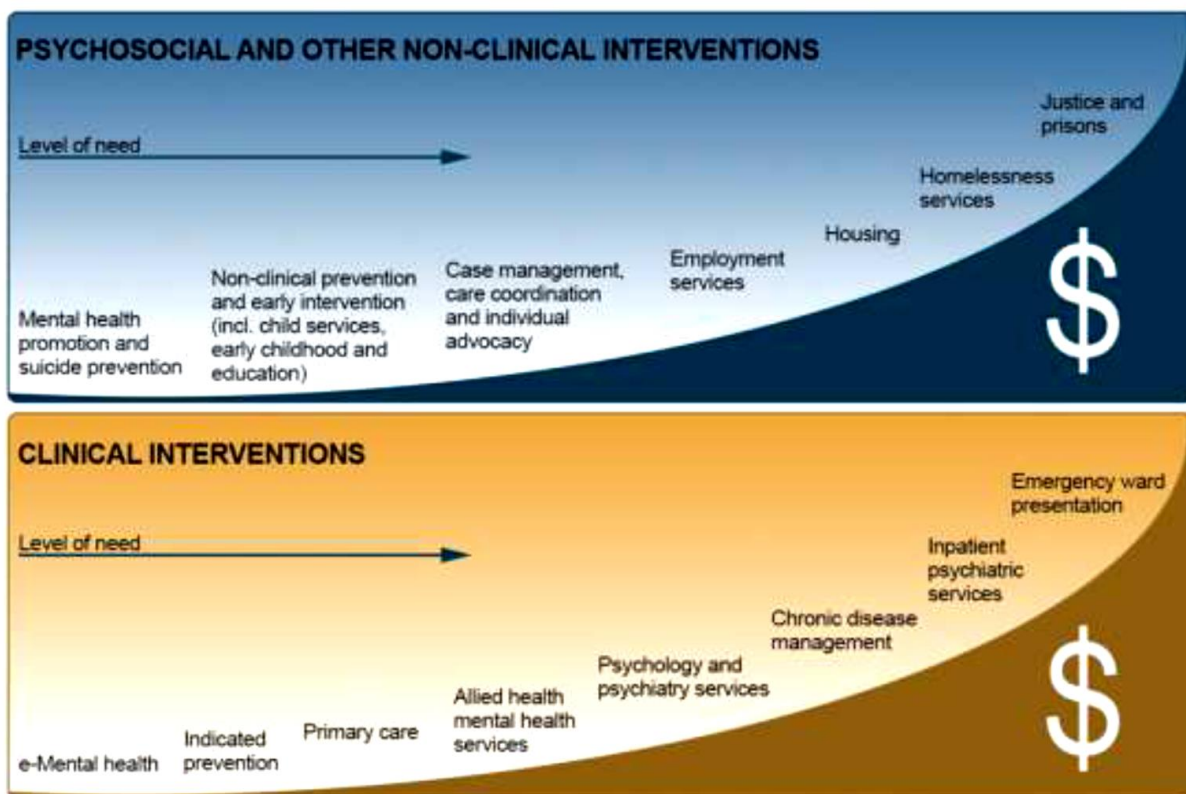 PSYCHOSOCIAL AND OTHER NON-CLINICAL INTERVENTIONS
Level of need
Mental health
promotion and
suicide prevention
Non-clinical prevention
and early intervention
(incl. child services,
early childhood and
education)
Case management,
care coordination
and individual
advocacy
Employment
services
Housing
Homelessness
services
Justice and
prisons
$
CLINICAL INTERVENTIONS
Level of need
e-Mental health
Indicated
prevention
Primary care
Allied health
mental health
services
Psychology and
psychiatry services
Chronic disease
management
Inpatient
psychiatric
services
Emergency ward
presentation
$